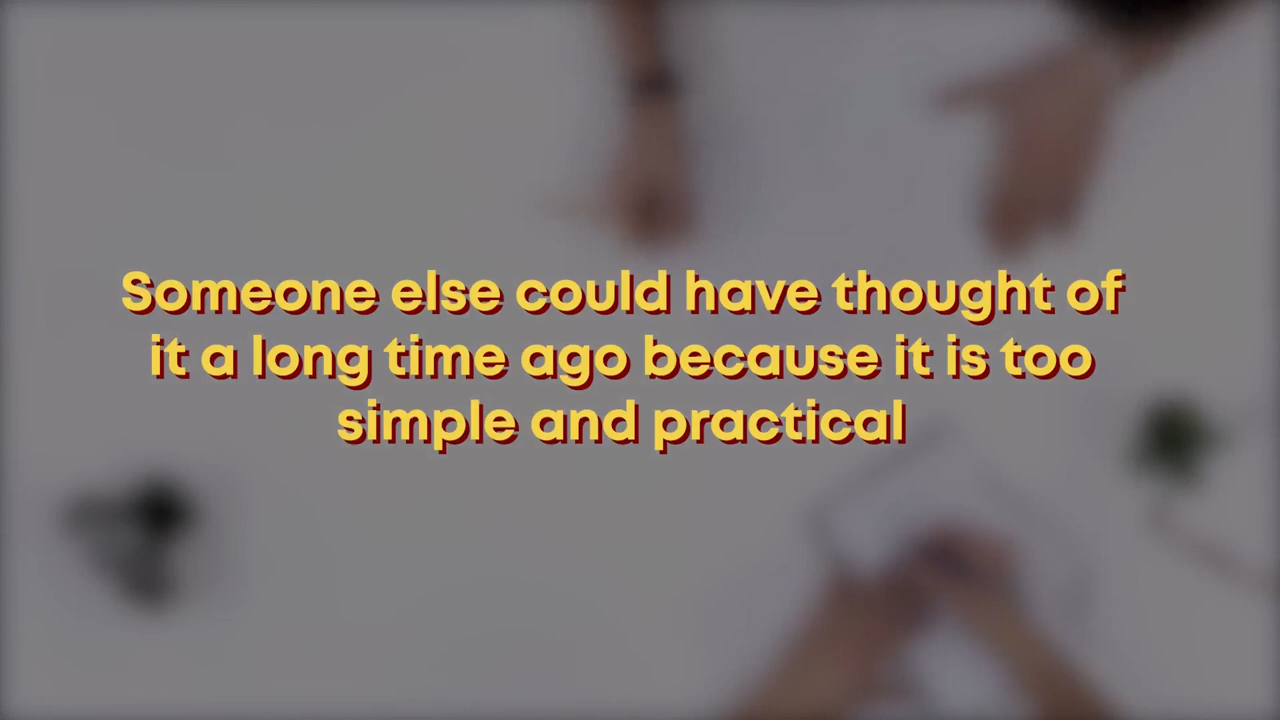 Someone else could have thought of
it a long time ago because it is too
simple and practical